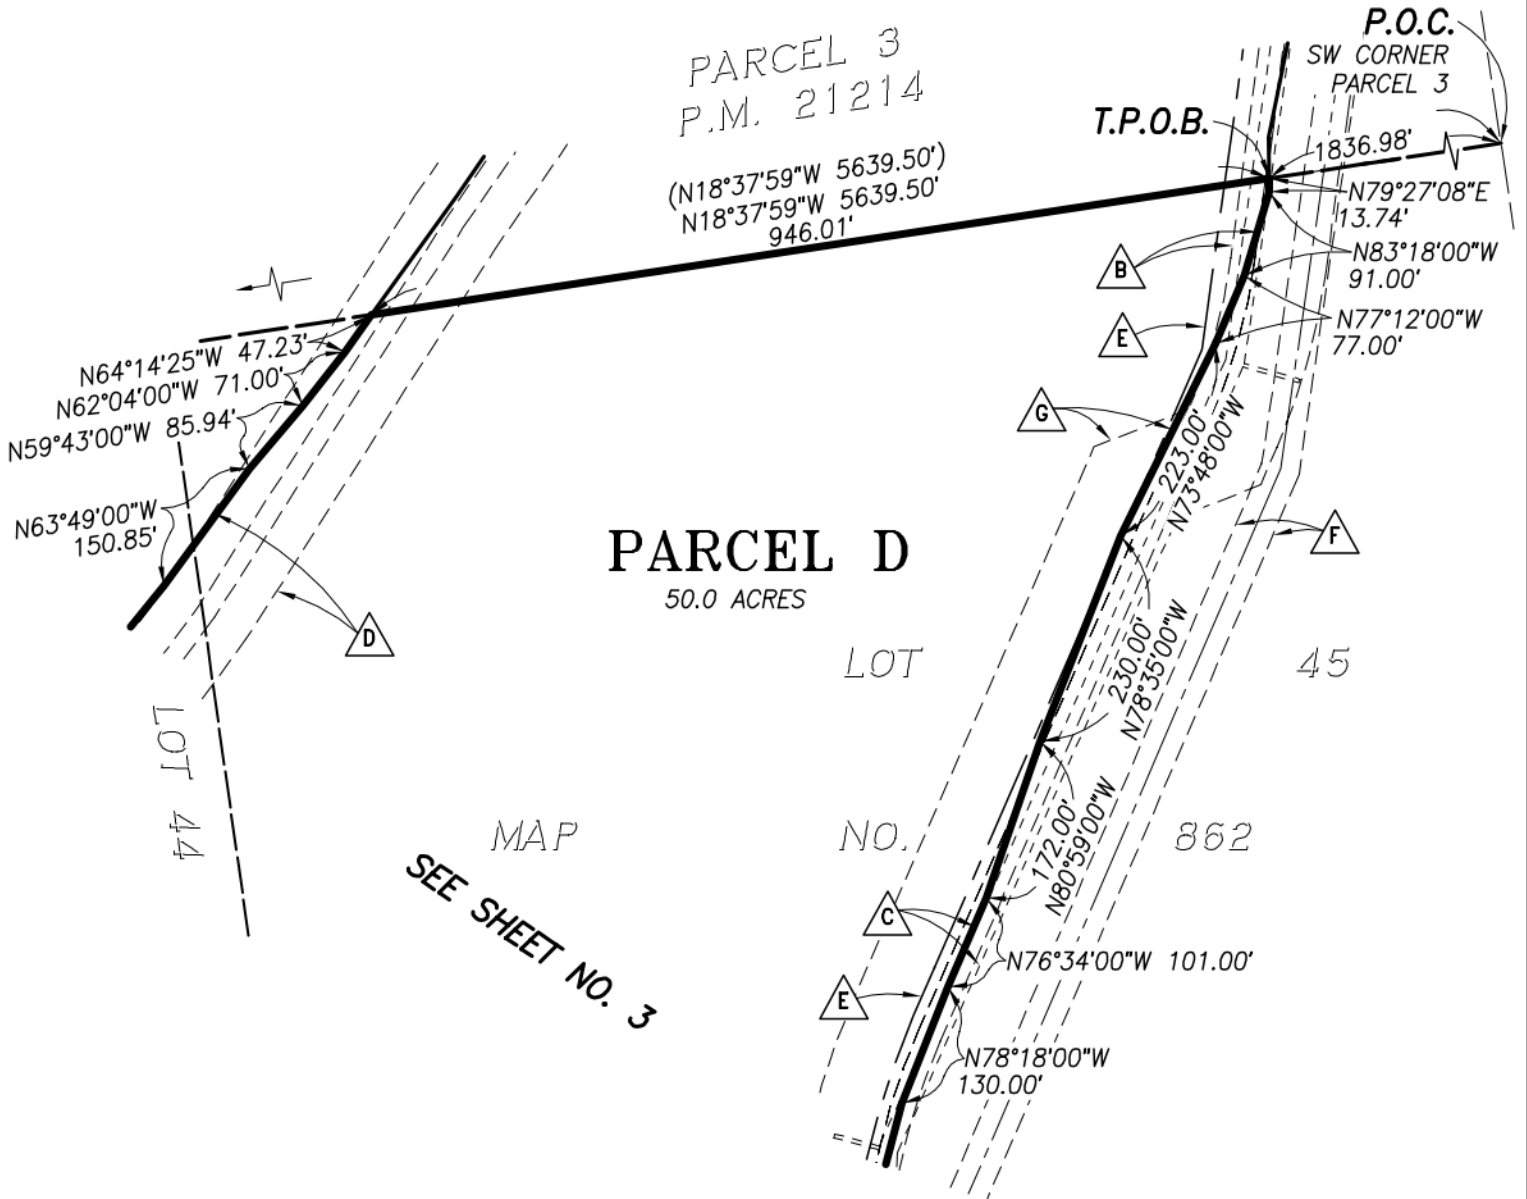 P.O.C.
SW CORNER
PARCEL 3
PARCEL 3
P.M. 21214
T.P.O.B.
1836.98'
(N18°37'59"W 5639.50')
N18°37'59"W 5639.50'
946.01'
N79°27'08"E
13.74'
N83°18'00"W
91.00'
B
N77°12'00"W
77.00'
E
N64°14'25"W 47.23'
N62°04'00"W 71.00'
N59°43'00"W 85.94'
G
223.00'
N73°48'00"W
N63°49'00"W
150.85'
F
PARCEL D
50.0 ACRES
D
230.00'
N78°35'00"W
LOT 45
LOT 44
MAP NO. 862
172.00'
N80°59'00"W
SEE SHEET NO. 3
C
N76°34'00"W 101.00'
E
N78°18'00"W
130.00'